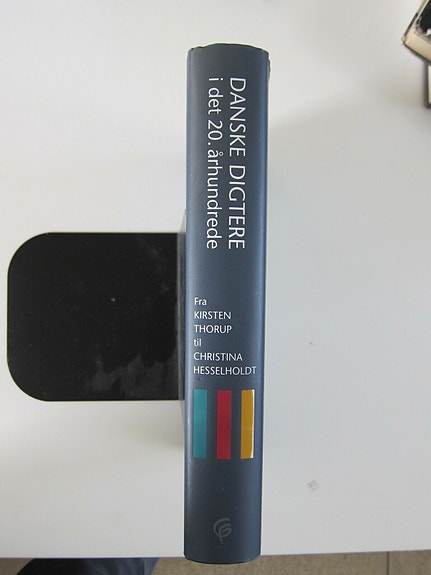 DANSKE DIGTERE
i det 20. århundrede
Fra
KIRSTEN
THORUP
til
CHRISTINA
HESSELHOLDT